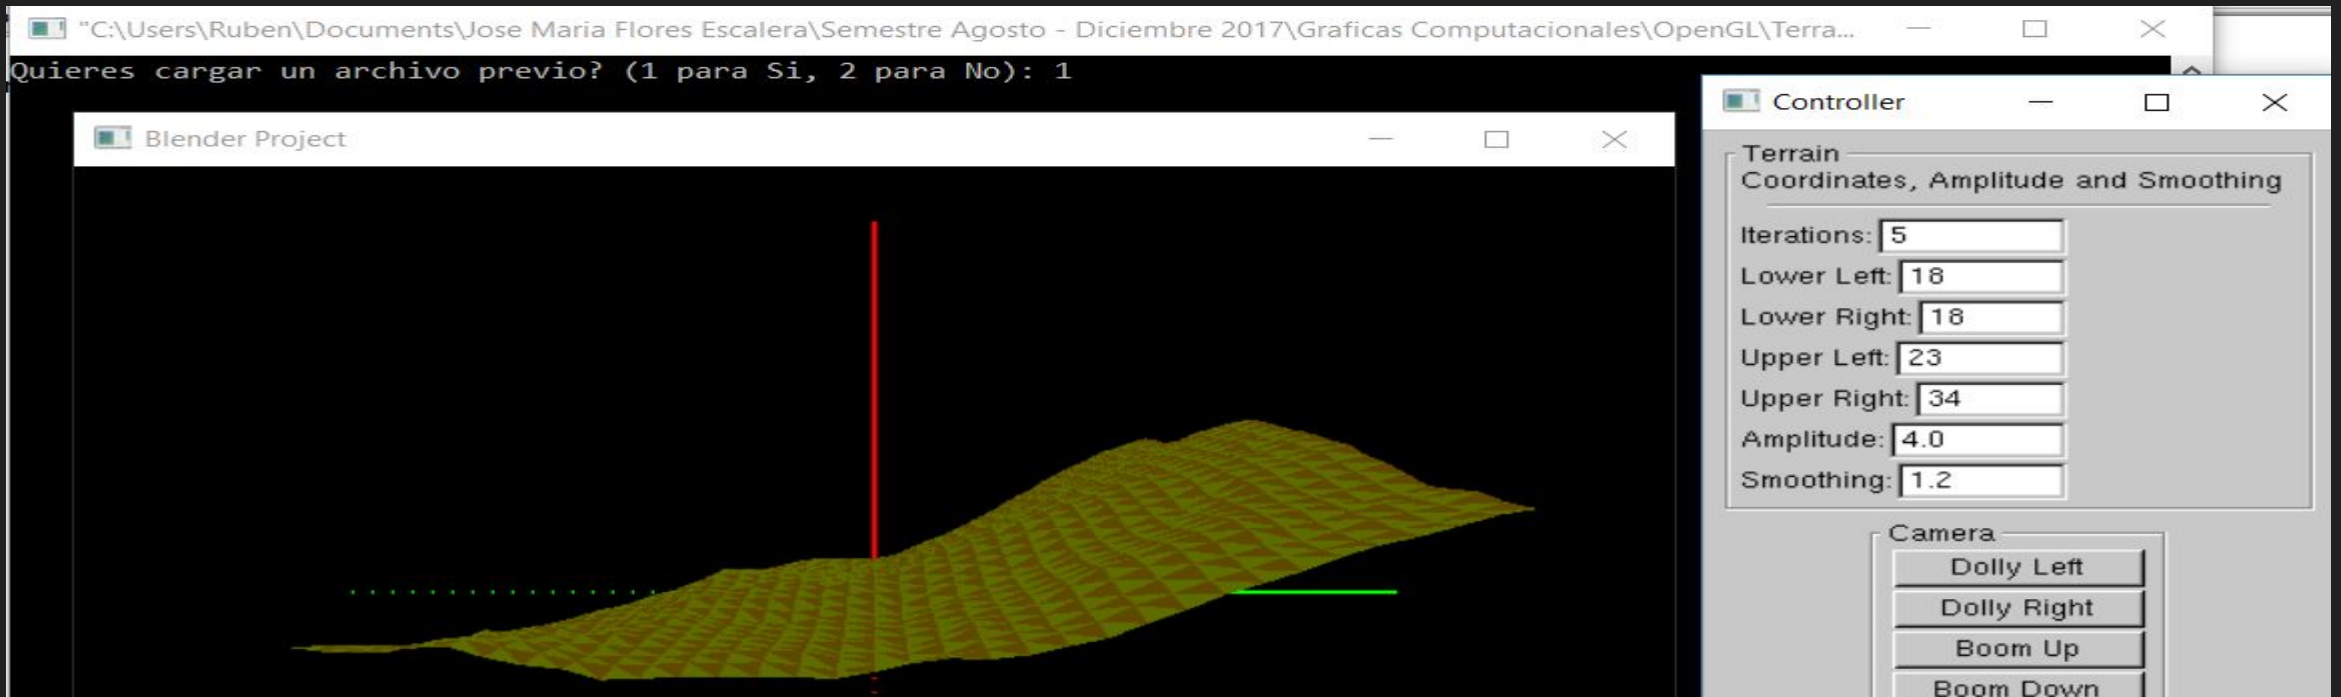 "C:\Users\Ruben\Documents\Jose Maria Flores Escalera\Semestre Agosto - Diciembre 2017\Graficas Computacionales\OpenGL\Terra...
Quieres cargar un archivo previo? (1 para Si, 2 para No): 1
Blender Project
Controller
Terrain
Coordinates, Amplitude and Smoothing
Iterations: 5
Lower Left: 18
Lower Right: 18
Upper Left: 23
Upper Right: 34
Amplitude: 4.0
Smoothing: 1.2
Camera
Dolly Left
Dolly Right
Boom Up
Boom Down